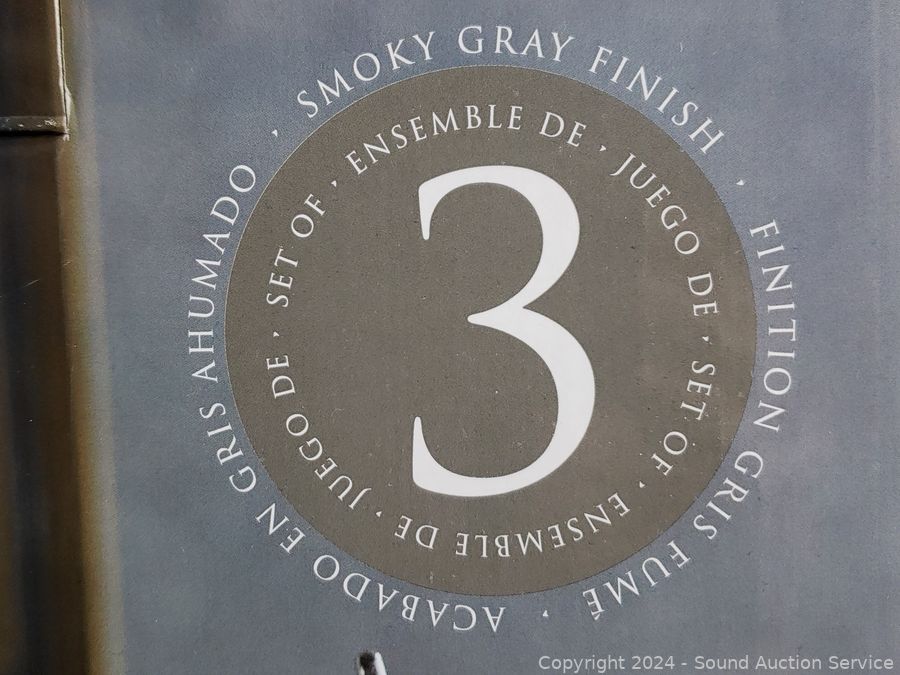 SMOKY GRAY FINISH • FINITION GRIS FUMÉ • ACABADO EN GRIS AHUMADO •
ENSEMBLE DE • JUEGO DE • SET OF • ENSEMBLE DE • JUEGO DE • SET OF •
3
Copyright 2024 - Sound Auction Service